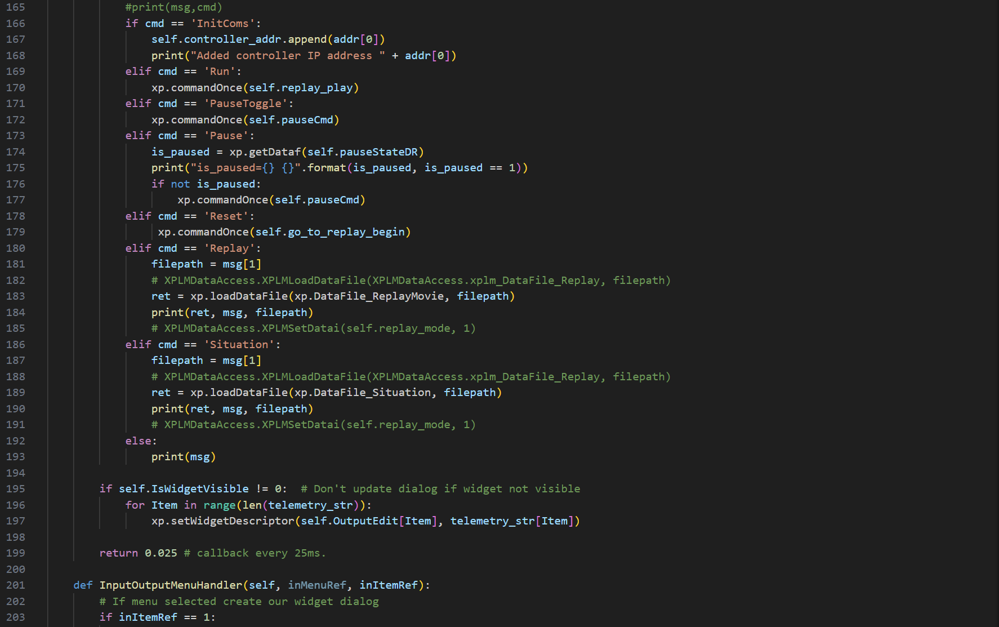 165                #print(msg,cmd)
166                if cmd == 'InitComs':
167                    self.controller_addr.append(addr[0])
168                    print("Added controller IP address " + addr[0])
169                elif cmd == 'Run':
170                    xp.commandOnce(self.replay_play)
171                elif cmd == 'PauseToggle':
172                    xp.commandOnce(self.pauseCmd)
173                elif cmd == 'Pause':
174                    is_paused = xp.getDataf(self.pauseStateDR)
175                    print("is_paused={} {}".format(is_paused, is_paused == 1))
176                    if not is_paused:
177                        xp.commandOnce(self.pauseCmd)
178                elif cmd == 'Reset':
179                     xp.commandOnce(self.go_to_replay_begin)
180                elif cmd == 'Replay':
181                    filepath = msg[1]
182                    # XPLMDataAccess.XPLMLoadDataFile(XPLMDataAccess.xplm_DataFile_Replay, filepath)
183                    ret = xp.loadDataFile(xp.DataFile_ReplayMovie, filepath)
184                    print(ret, msg, filepath)
185                    # XPLMDataAccess.XPLMSetDatai(self.replay_mode, 1)
186                elif cmd == 'Situation':
187                    filepath = msg[1]
188                    # XPLMDataAccess.XPLMLoadDataFile(XPLMDataAccess.xplm_DataFile_Replay, filepath)
189                    ret = xp.loadDataFile(xp.DataFile_Situation, filepath)
190                    print(ret, msg, filepath)
191                    # XPLMDataAccess.XPLMSetDatai(self.replay_mode, 1)
192                else:
193                    print(msg)
194
195            if self.IsWidgetVisible != 0:  # Don't update dialog if widget not visible
196                for Item in range(len(telemetry_str)):
197                    xp.setWidgetDescriptor(self.OutputEdit[Item], telemetry_str[Item])
198
199            return 0.025 # callback every 25ms.
200
201        def InputOutputMenuHandler(self, inMenuRef, inItemRef):
202            # If menu selected create our widget dialog
203            if inItemRef == 1: